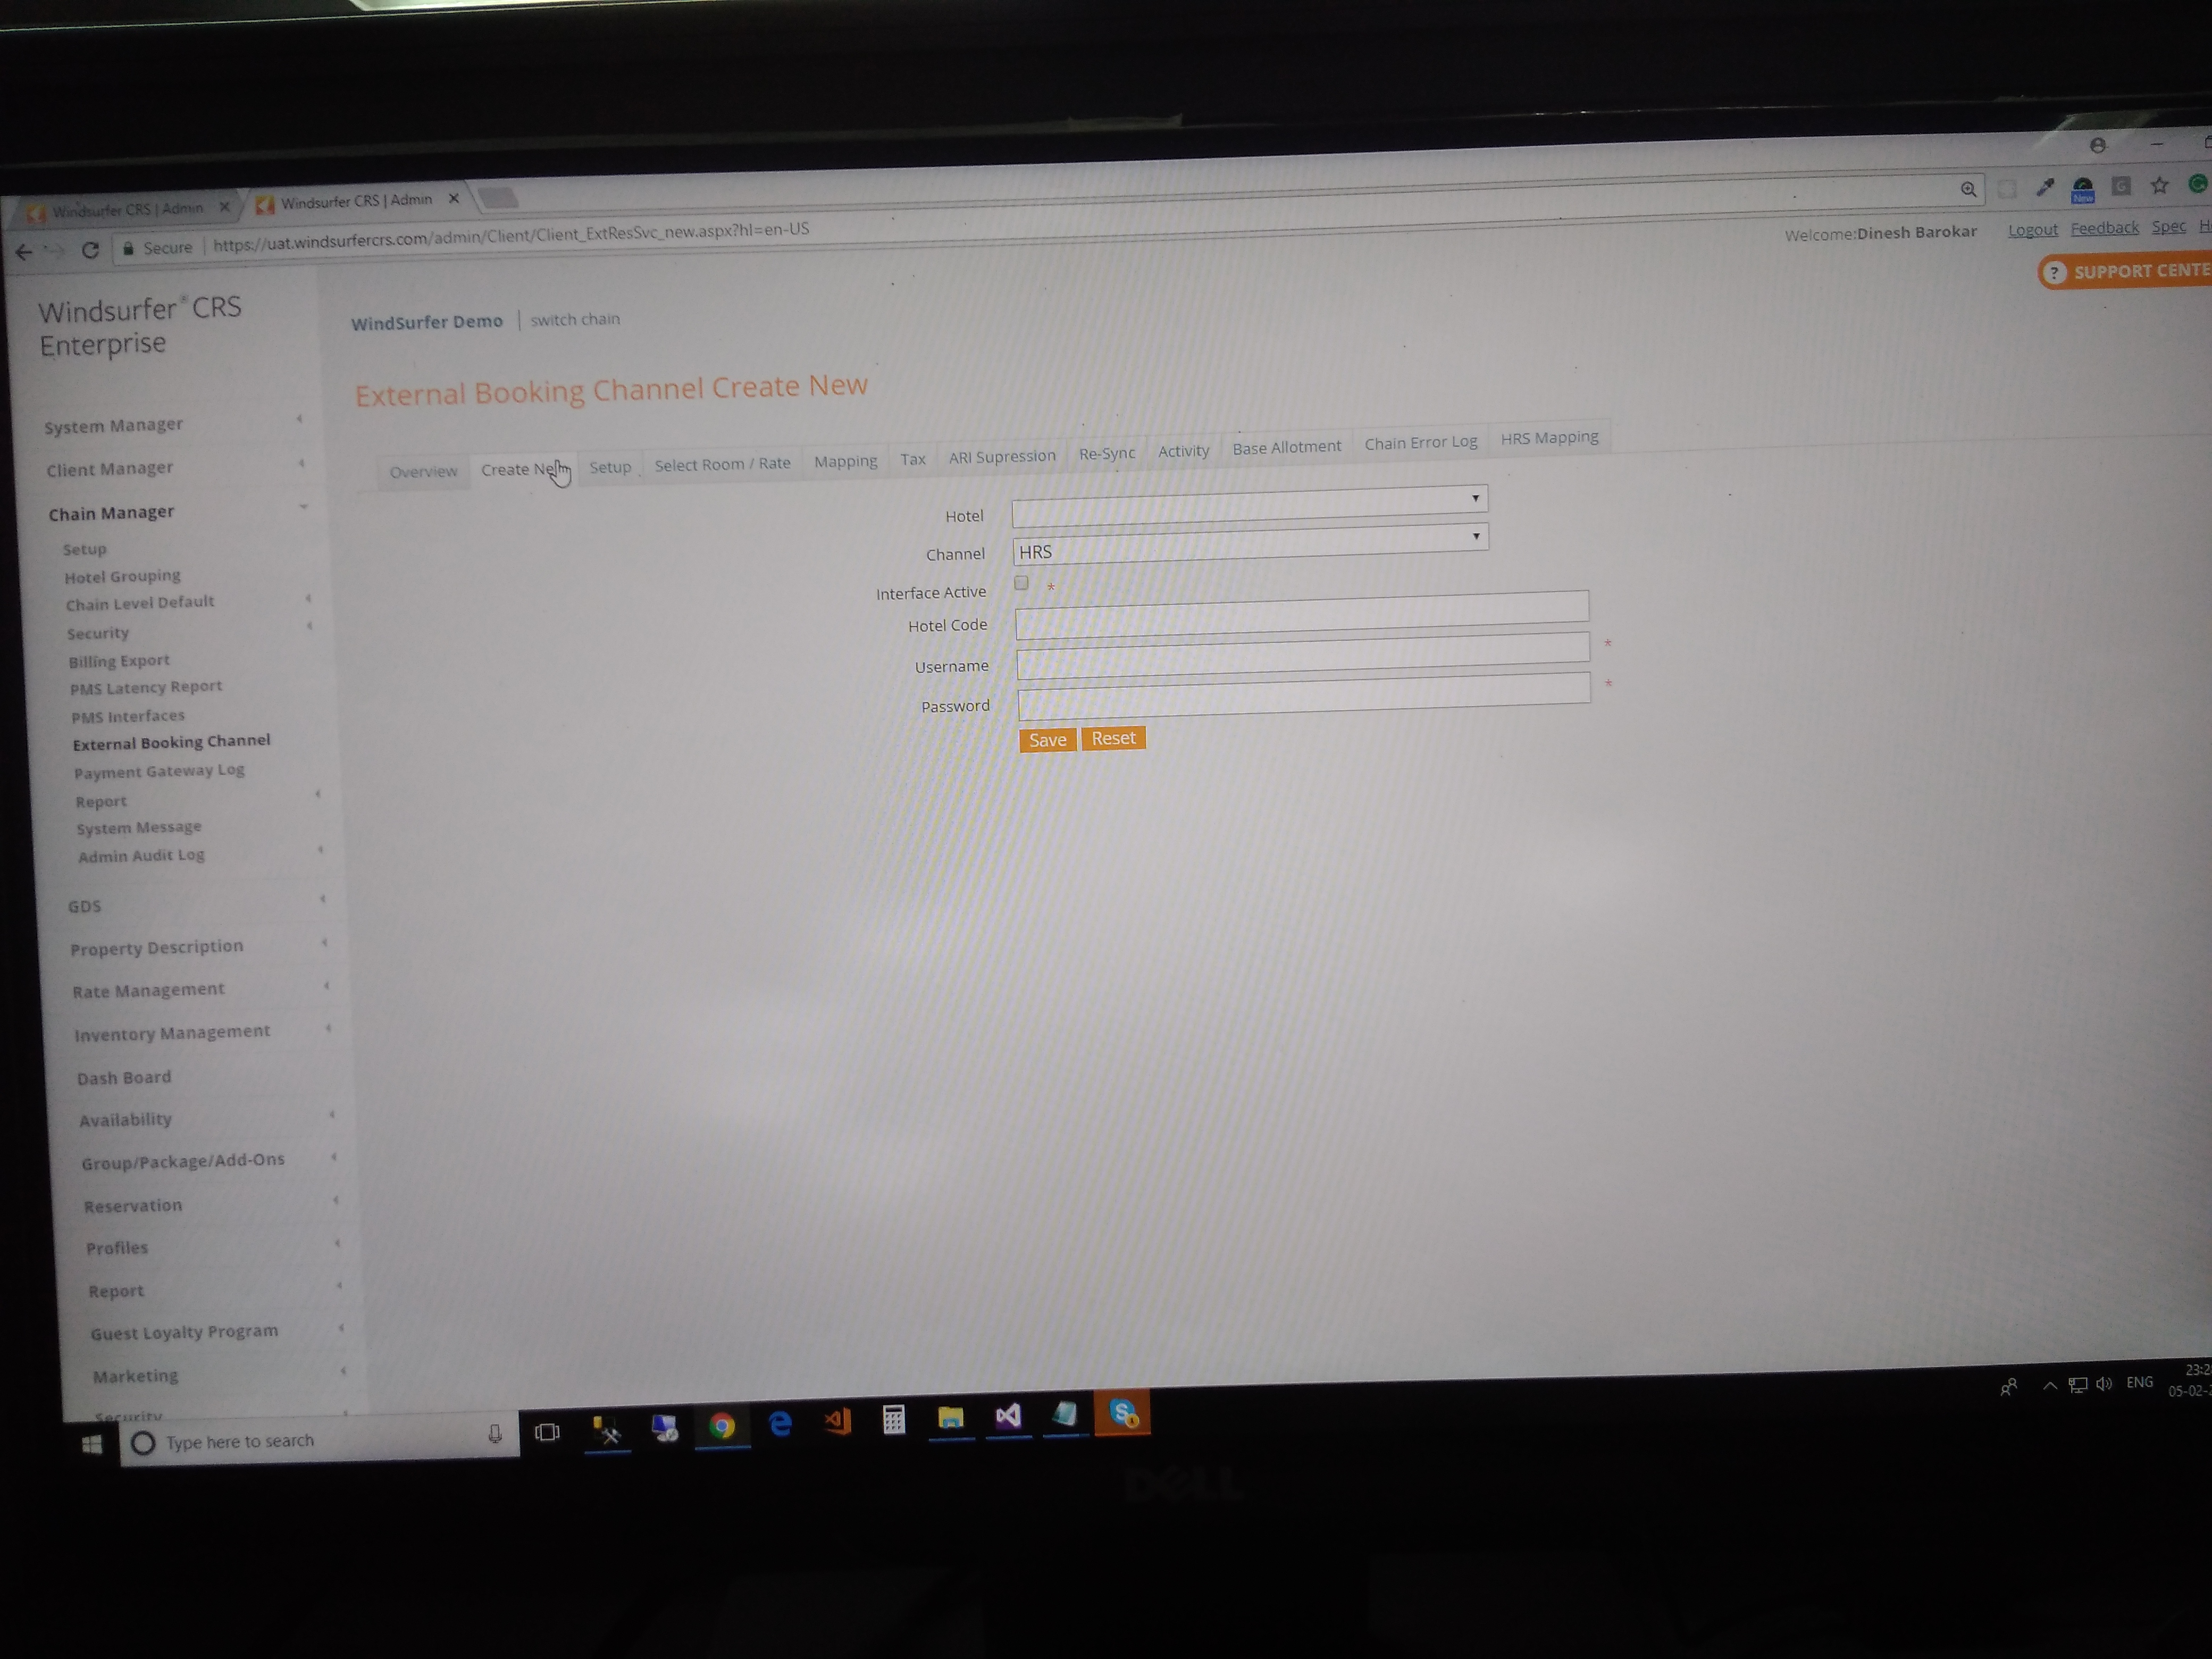 Windsurfer CRS | Admin
Windsurfer CRS | Admin
Secure
https://uat.windsurfercrs.com/admin/Client/Client_ExtResSvc_new.aspx?hl=en-US
New
Welcome:Dinesh Barokar
Logout Feedback Spec
? SUPPORT CENTE
Windsurfer® CRS
Enterprise
WindSurfer Demo | switch chain
External Booking Channel Create New
Overview Create New Setup Select Room / Rate Mapping Tax ARI Supression Re-Sync Activity Base Allotment Chain Error Log HRS Mapping
Hotel
Channel HRS
Interface Active *
Hotel Code
Username *
Password *
Save Reset
System Manager
Client Manager
Chain Manager
Setup
Hotel Grouping
Chain Level Default
Security
Billing Export
PMS Latency Report
PMS Interfaces
External Booking Channel
Payment Gateway Log
Report
System Message
Admin Audit Log
GDS
Property Description
Rate Management
Inventory Management
Dash Board
Availability
Group/Package/Add-Ons
Reservation
Profiles
Report
Guest Loyalty Program
Marketing
Security
Type here to search
ENG
23:2
05-02-
DELL